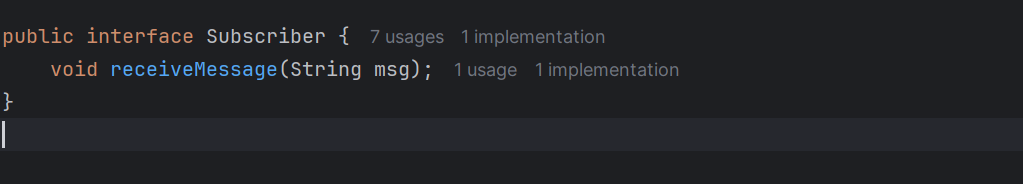 public interface Subscriber { 7 usages 1 implementation
    void receiveMessage(String msg); 1 usage 1 implementation
}